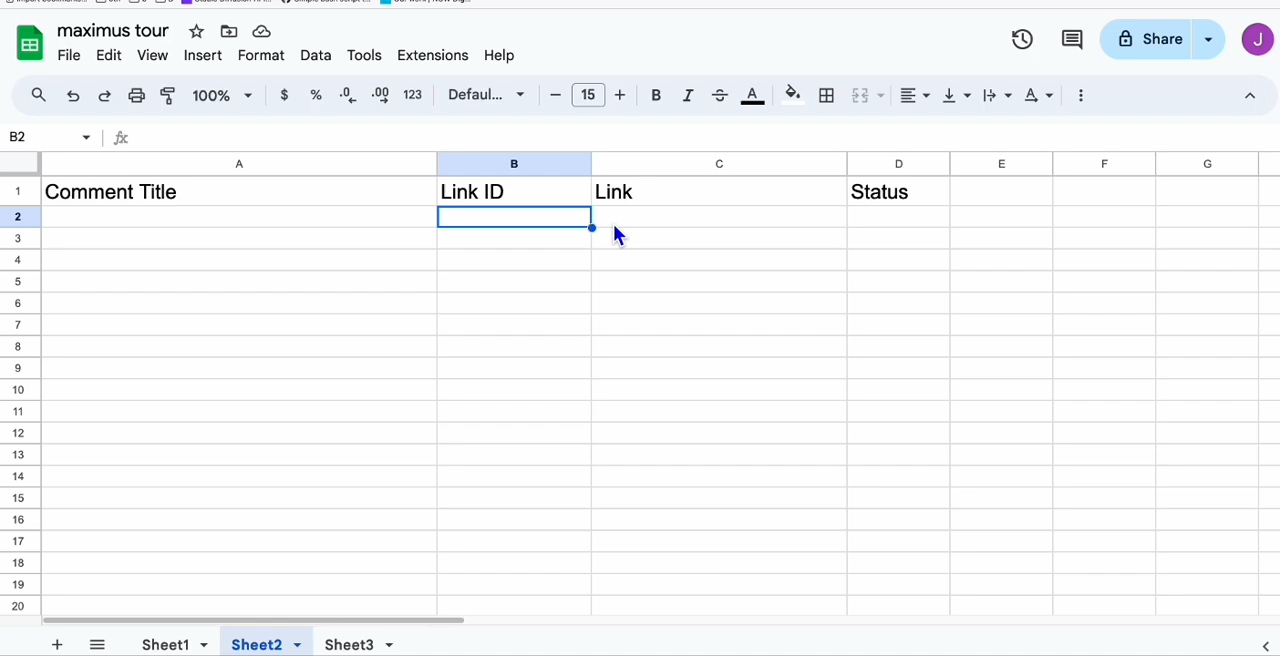 maximus tour
File Edit View Insert Format Data Tools Extensions Help
Share
J
100% $ % .0 .00 123 Defaul... 15 B I S A A
B2 fx
A B C D E F G
1 Comment Title Link ID Link Status
2
3
4
5
6
7
8
9
10
11
12
13
14
15
16
17
18
19
20
Sheet1 Sheet2 Sheet3